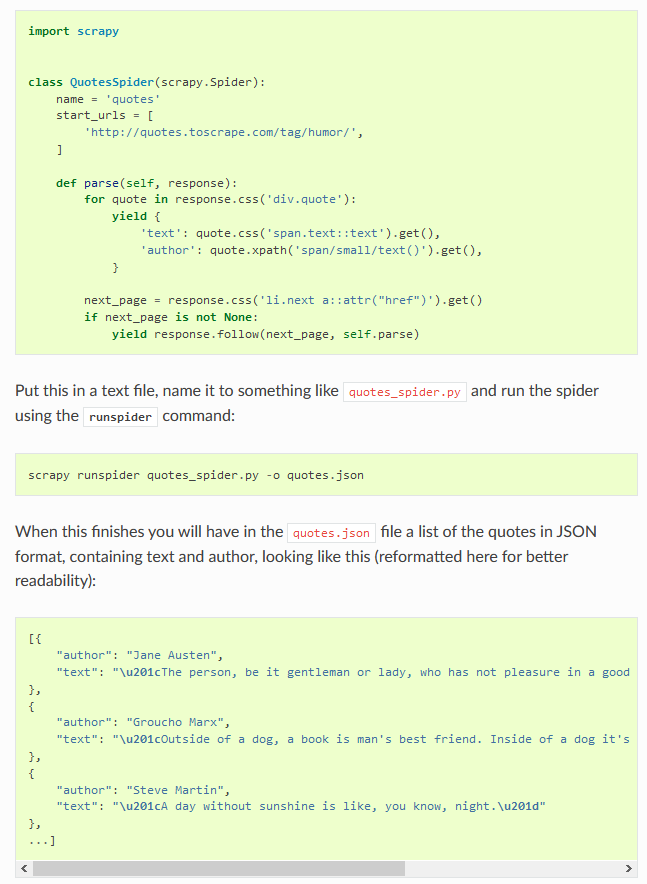 import scrapy
class QuotesSpider(scrapy.Spider):
    name = 'quotes'
    start_urls = [
        'http://quotes.toscrape.com/tag/humor/',
    ]
    def parse(self, response):
        for quote in response.css('div.quote'):
            yield {
                'text': quote.css('span.text::text').get(),
                'author': quote.xpath('span/small/text()').get(),
            }
        next_page = response.css('li.next a::attr("href")').get()
        if next_page is not None:
            yield response.follow(next_page, self.parse)
Put this in a text file, name it to something like quotes_spider.py and run the spider
using the runspider command:
scrapy runspider quotes_spider.py -o quotes.json
When this finishes you will have in the quotes.json file a list of the quotes in JSON
format, containing text and author, looking like this (reformatted here for better
readability):
[{
    "author": "Jane Austen",
    "text": "\u201cThe person, be it gentleman or lady, who has not pleasure in a good
},
{
    "author": "Groucho Marx",
    "text": "\u201cOutside of a dog, a book is man's best friend. Inside of a dog it's
},
{
    "author": "Steve Martin",
    "text": "\u201cA day without sunshine is like, you know, night.\u201d"
},
...]